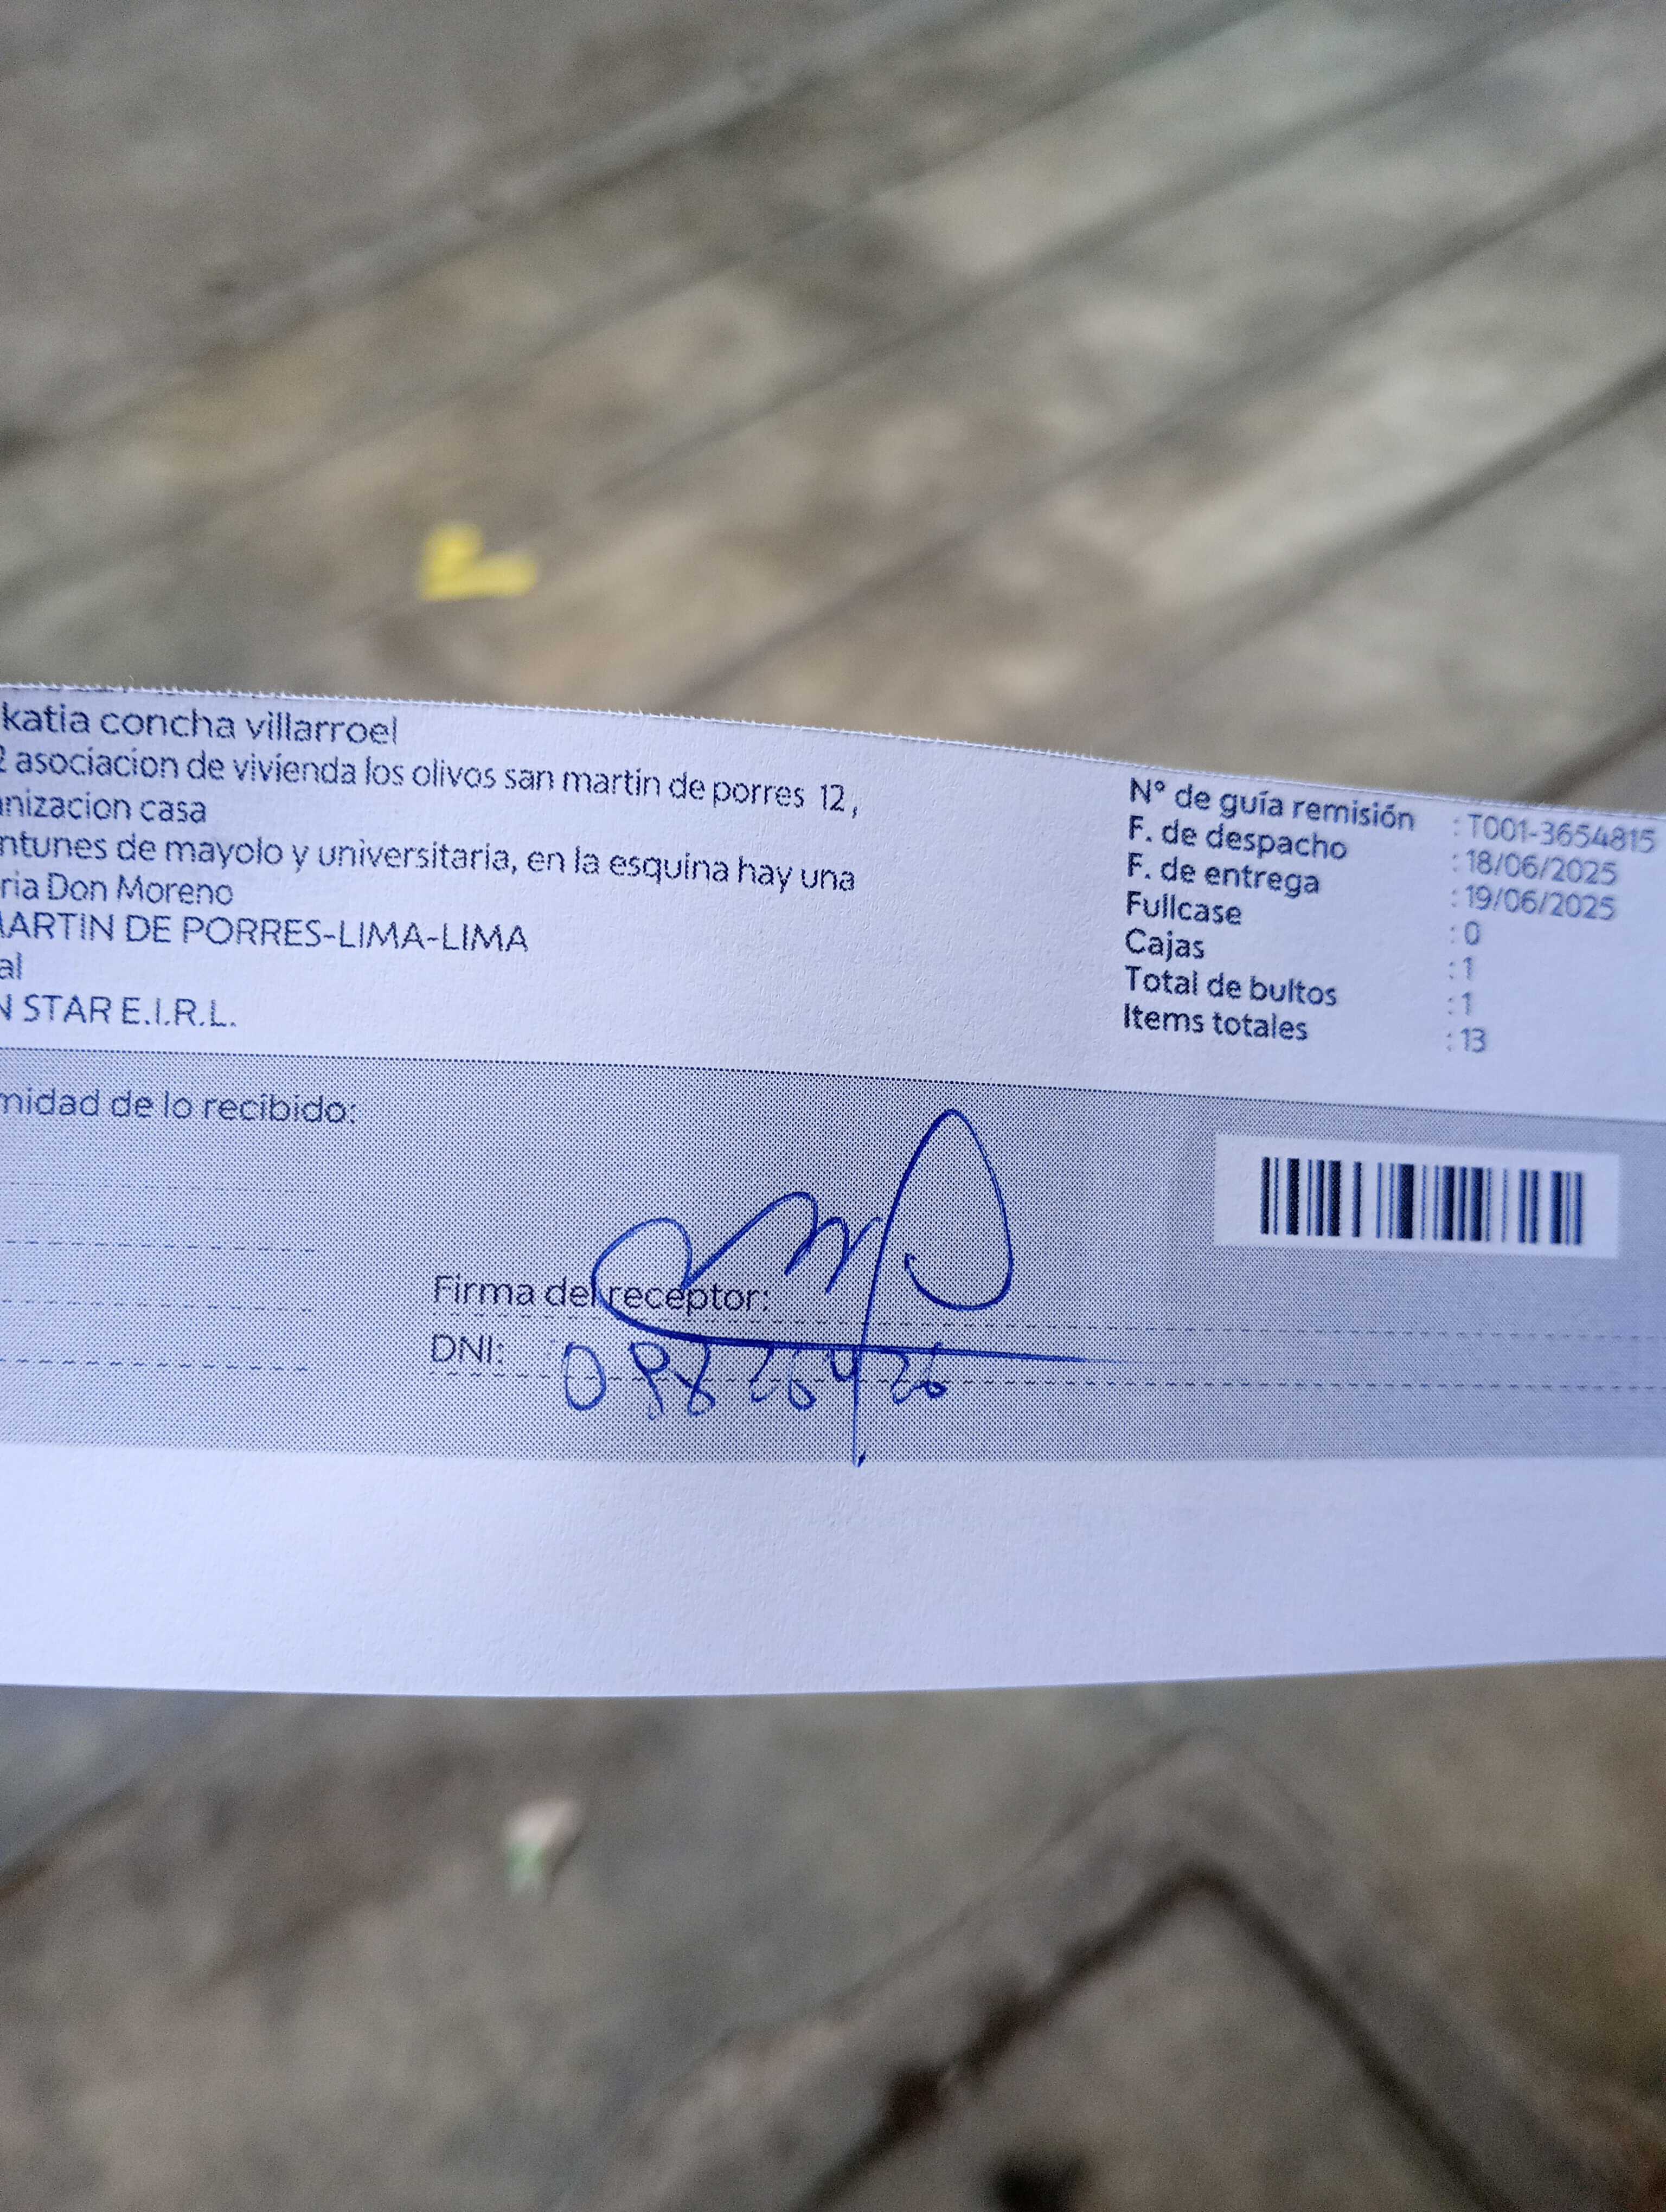 katia concha villarroel
2 asociacion de vivienda los olivos san martin de porres 12,
nizacion casa
ntunes de mayolo y universitaria, en la esquina hay una
ria Don Moreno
MARTIN DE PORRES-LIMA-LIMA
al
N STAR E.I.R.L.
N° de guía remisión : T001-3654815
F. de despacho : 18/06/2025
F. de entrega : 19/06/2025
Fullcase : 0
Cajas : 1
Total de bultos : 1
Items totales : 13
midad de lo recibido:
Firma del receptor:
DNI: